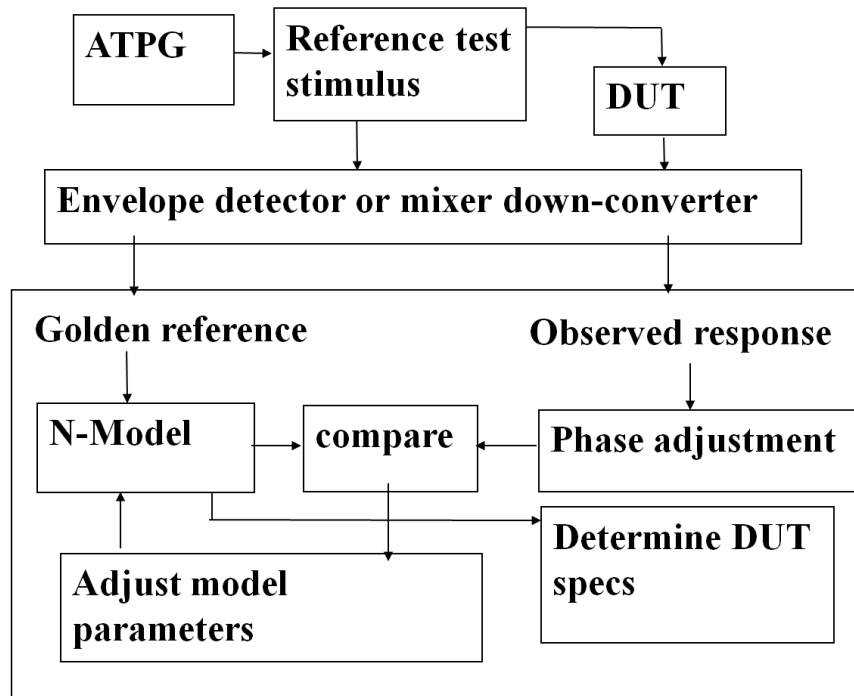 ATPG
Reference test
stimulus
DUT
Envelope detector or mixer down-converter
Golden reference
Observed response
N-Model
compare
Phase adjustment
Adjust model
parameters
Determine DUT
specs